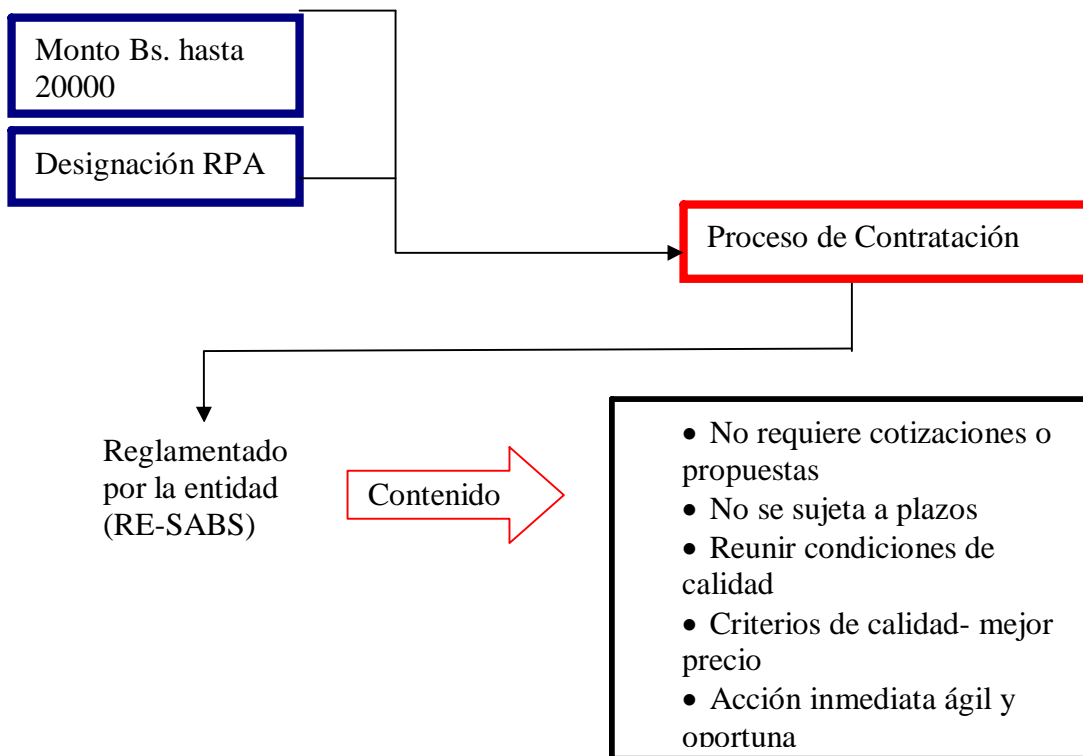 Monto Bs. hasta
20000
Designación RPA
Proceso de Contratación
Reglamentado
por la entidad
(RE-SABS)
Contenido
• No requiere cotizaciones o
propuestas
• No se sujeta a plazos
• Reunir condiciones de
calidad
• Criterios de calidad- mejor
precio
• Acción inmediata ágil y
oportuna